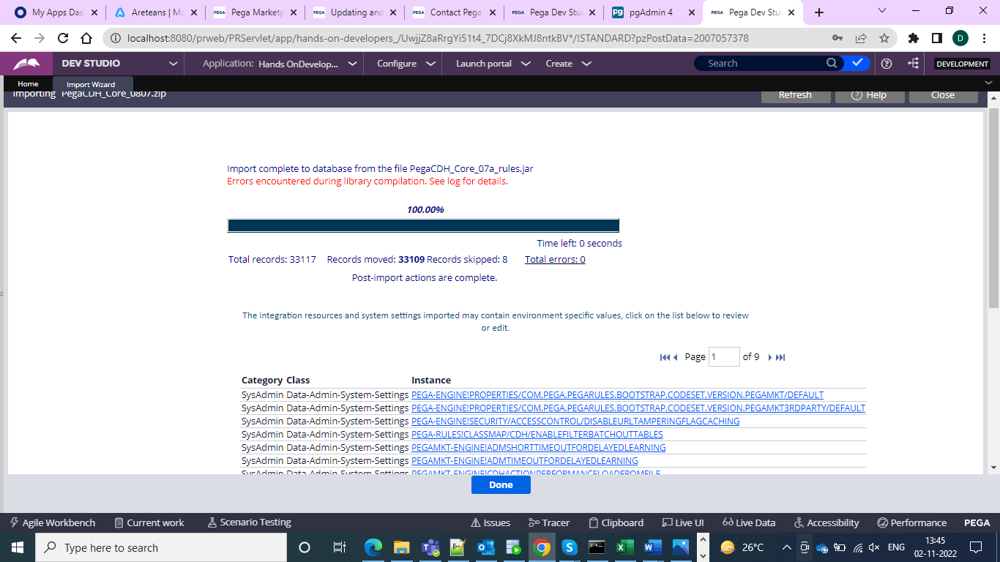 My Apps Das
Areteans | Mo
PEGA Pega Marketp
PEGA Updating and
PEGA Contact Pega
PEGA Pega Dev Stu
pg pgAdmin 4
PEGA Pega Dev Stu
localhost:8080/prweb/PRServlet/app/hands-on-developers_/UwjjZ8aRrgYi51t4_7DCj8XkMJ8ntkBV*/!STANDARD?pzPostData=2007057378
D
DEV STUDIO
Application: Hands OnDevelop...
Configure
Launch portal
Create
Search
DEVELOPMENT
Home
Import Wizard
Importing PegaCDH_Core_0807.zip
Refresh
Help
Close
Import complete to database from the file PegaCDH_Core_07a_rules.jar
Errors encountered during library compilation. See log for details.
100.00%
Time left: 0 seconds
Total records: 33117 Records moved: 33109 Records skipped: 8 Total errors: 0
Post-import actions are complete.
The integration resources and system settings imported may contain environment specific values, click on the list below to review
or edit.
Page 1 of 9
Category Class Instance
SysAdmin Data-Admin-System-Settings PEGA-ENGINE!PROPERTIES/COM.PEGA.PEGARULES.BOOTSTRAP.CODESET.VERSION.PEGAMKT/DEFAULT
SysAdmin Data-Admin-System-Settings PEGA-ENGINE!PROPERTIES/COM.PEGA.PEGARULES.BOOTSTRAP.CODESET.VERSION.PEGAMKT3RDPARTY/DEFAULT
SysAdmin Data-Admin-System-Settings PEGA-ENGINE!SECURITY/ACCESSCONTROL/DISABLEURLTAMPERINGFLAGCACHING
SysAdmin Data-Admin-System-Settings PEGA-RULES!CLASSMAP/CDH/ENABLEFILTERBATCHOUTTABLES
SysAdmin Data-Admin-System-Settings PEGAMKT-ENGINE!ADMSHORTTIMEOUTFORDELAYEDLEARNING
SysAdmin Data-Admin-System-Settings PEGAMKT-ENGINE!ADMTIMEOUTFORDELAYEDLEARNING
SysAdmin Data-Admin-System-Settings PEGAMKT-ENGINE!CDHACTIONPERFORMANCELOADFROMFILE
Done
Agile Workbench
Current work
Scenario Testing
Issues
Tracer
Clipboard
Live UI
Live Data
Accessibility
Performance
PEGA
Type here to search
26°C
ENG
13:45
02-11-2022